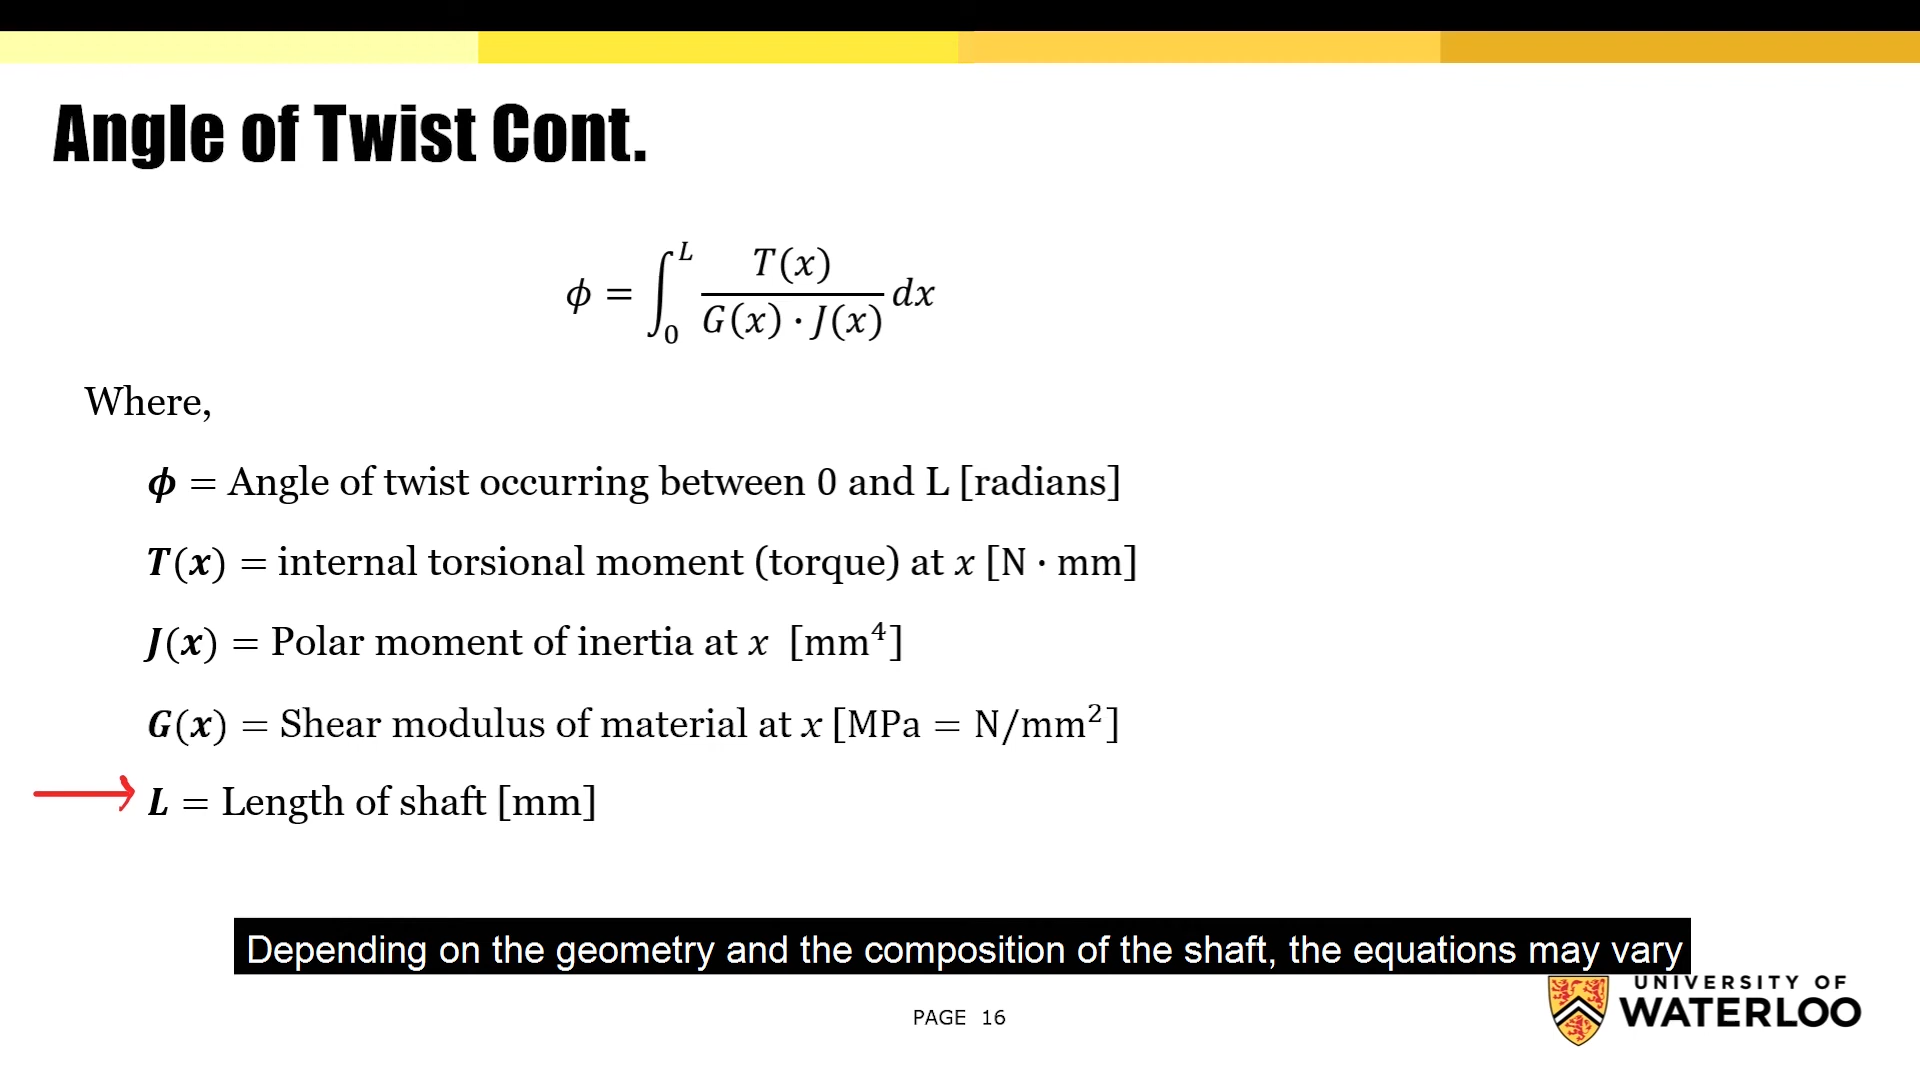 Angle of Twist Cont.
𝜙 = ∫₀ᴸ T(x) / (G(x) · J(x)) dx
Where,
𝝓 = Angle of twist occurring between 0 and L [radians]
T(x) = internal torsional moment (torque) at x [N · mm]
J(x) = Polar moment of inertia at x [mm⁴]
G(x) = Shear modulus of material at x [MPa = N/mm²]
L = Length of shaft [mm]
Depending on the geometry and the composition of the shaft, the equations may vary
UNIVERSITY OF
WATERLOO
PAGE 16